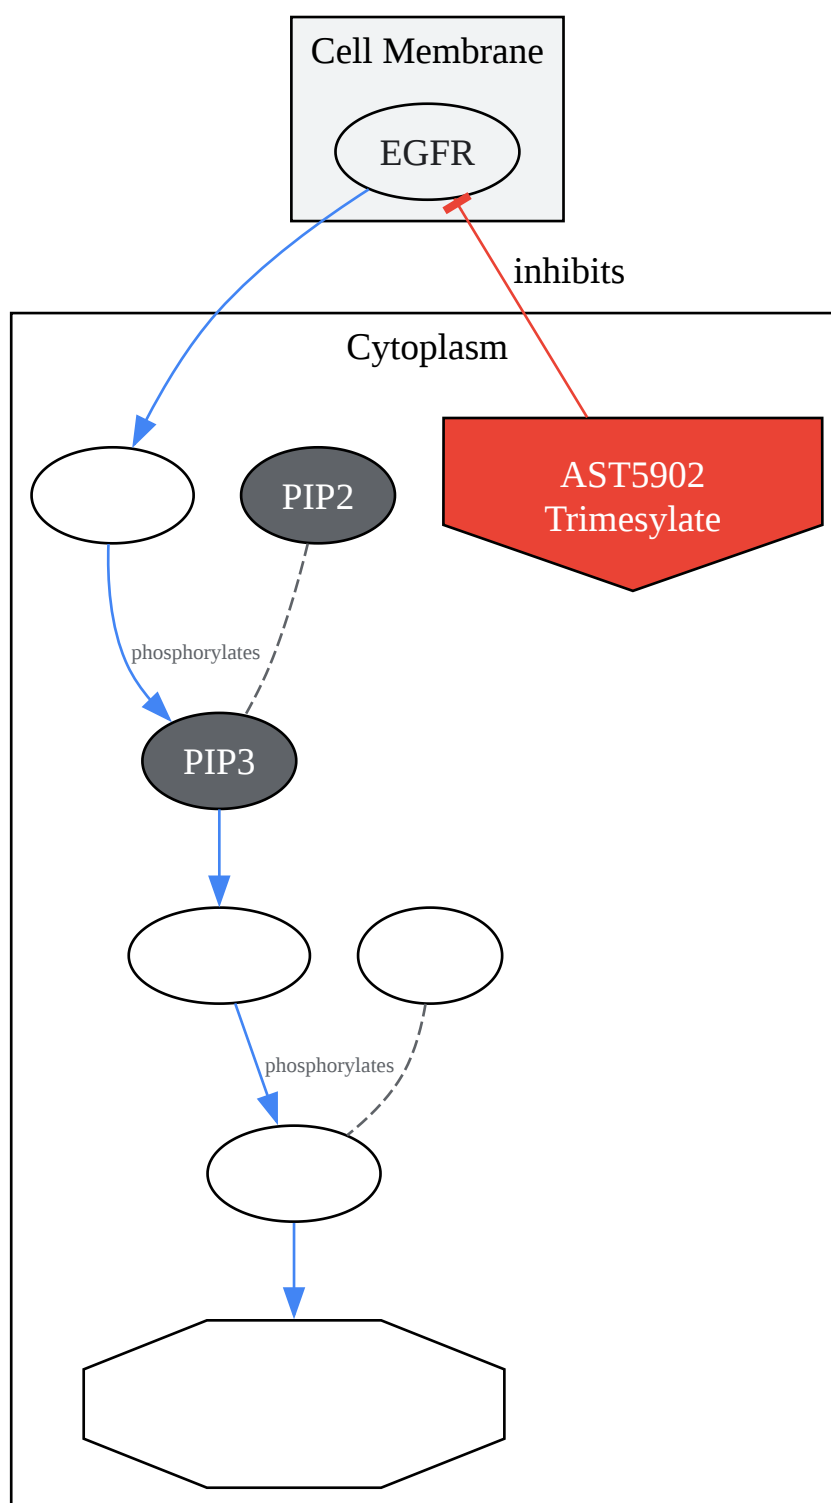 Cell Membrane
EGFR
inhibits
Cytoplasm
PIP2
AST5902
Trimesylate
phosphorylates
PIP3
phosphorylates